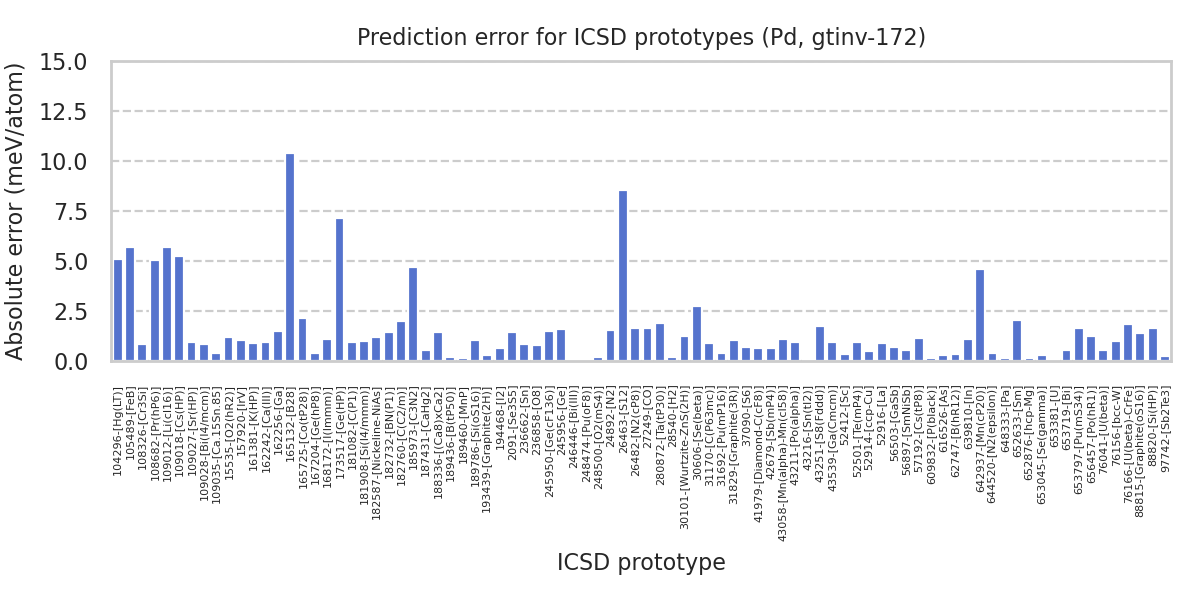 Prediction error for ICSD prototypes (Pd, gtinv-172)
Absolute error (meV/atom)
15.0
12.5
10.0
7.5
5.0
2.5
0.0
104296-[Hg(LT)]
105489-[FeB]
108326-[Cr3Si]
108682-[Pr(hP6)]
109012-[Li(cI16)]
109018-[Cs(HP)]
109027-[Sr(HP)]
109028-[Bi(I4/mcm)]
109035-[Ca.15Sn.85]
15535-[O2(hR2)]
157920-[IrV]
161381-[K(HP)]
162242-[Ca(III)]
162256-[Ga]
165132-[B28]
165725-[Co(tP28)]
167204-[Ge(hP8)]
168172-[I(Immm)]
173517-[Ge(HP)]
181082-[C(P1)]
181908-[Si(I4/mmm)]
182587-[Nickeline-NiAs]
182732-[BN(P1)]
182760-[C(C2/m)]
185973-[C3N2]
187431-[CaHg2]
188336-[(Ca8)xCa2]
189436-[B(tP50)]
189460-[MnP]
189786-[Si(oS16)]
193439-[Graphite(2H)]
194468-[I2]
2091-[Se3S5]
236662-[Sn]
236858-[O8]
245950-[Ge(cF136)]
245956-[Ge]
246446-[Bi(III)]
248474-[Pu(oF8)]
248500-[O2(mS4)]
24892-[N2]
26463-[S12]
26482-[N2(cP8)]
27249-[CO]
280872-[Ta(tP30)]
28540-[H2]
30101-[Wurtzite-ZnS(2H)]
30606-[Se(beta)]
31170-[C(P63mc)]
31692-[Pu(mP16)]
31829-[Graphite(3R)]
37090-[S6]
41979-[Diamond-C(cF8)]
42679-[Sb(mP4)]
43058-[Mn(alpha)-Mn(cI58)]
43211-[Po(alpha)]
43216-[Sn(tI2)]
43251-[S8(Fddd)]
43539-[Ga(Cmcm)]
52412-[Sc]
52501-[Te(mP4)]
52914-[fcc-Cu]
52916-[La]
56503-[GaSb]
56897-[SmNiSb]
57192-[Cs(tP8)]
609832-[P(black)]
616526-[As]
62747-[B(hR12)]
639810-[In]
642937-[Mn(cP20)]
644520-[N2(epsilon)]
648333-[Pa]
652633-[Sm]
652876-[hcp-Mg]
653045-[Se(gamma)]
653381-[U]
653719-[Bi]
653797-[Pu(mS34)]
656457-[Po(hR1)]
76041-[U(beta)]
76156-[bcc-W]
76166-[U(beta)-CrFe]
88815-[Graphite(oS16)]
88820-[Si(HP)]
97742-[Sb2Te3]
ICSD prototype